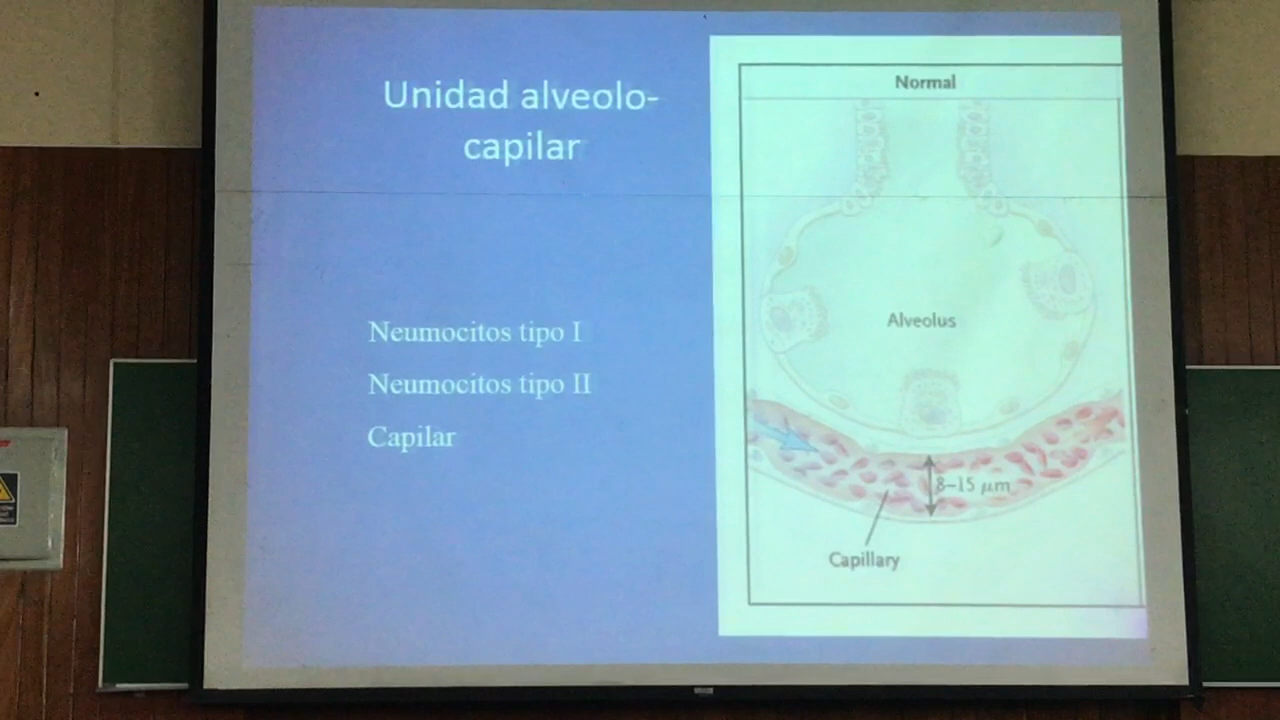 Unidad alveolo-
capilar
Neumocitos tipo I
Neumocitos tipo II
Capilar
Normal
Alveolus
8–15 μm
Capillary